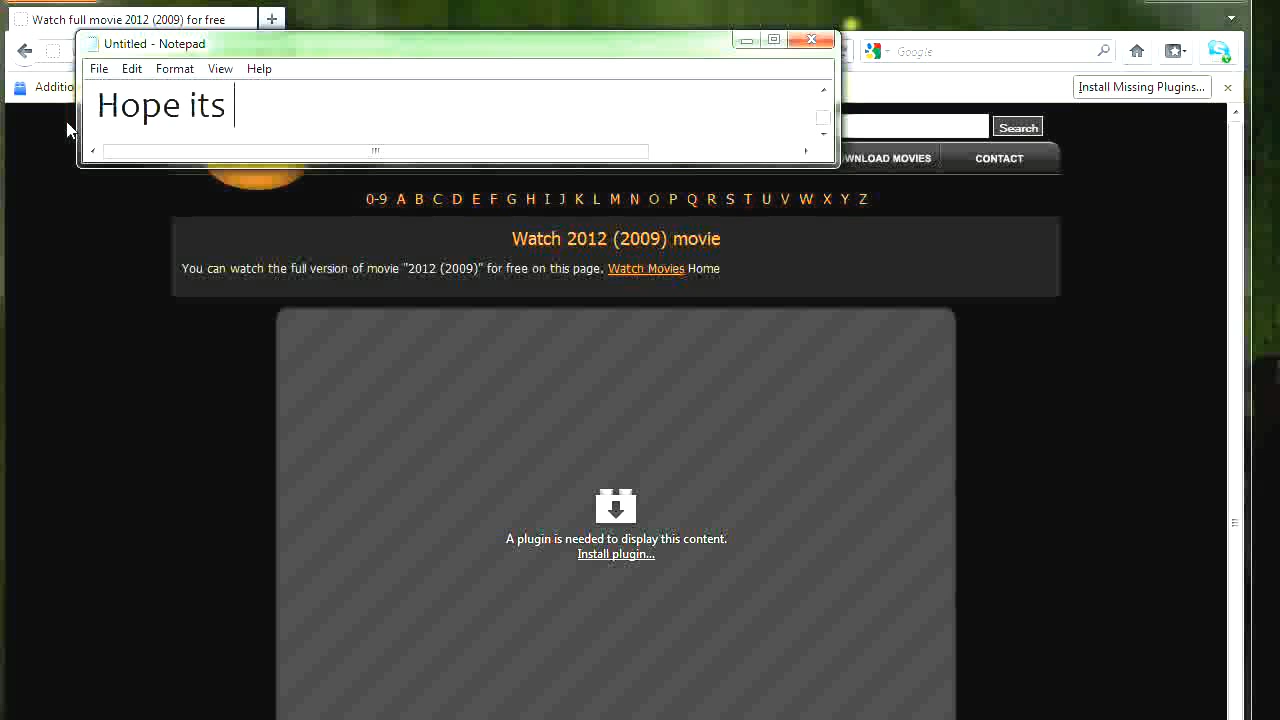 Watch full movie 2012 (2009) for free
Untitled - Notepad
Google
File Edit Format View Help
Install Missing Plugins...
Hope its
Search
CONTACT
MOVIES
0-9 A B C D E F G H I J K L M N O P Q R S T U V W X Y Z
Watch 2012 (2009) movie
You can watch the full version of movie "2012 (2009)" for free on this page. Watch Movies Home
A plugin is needed to display this content.
Install plugin...